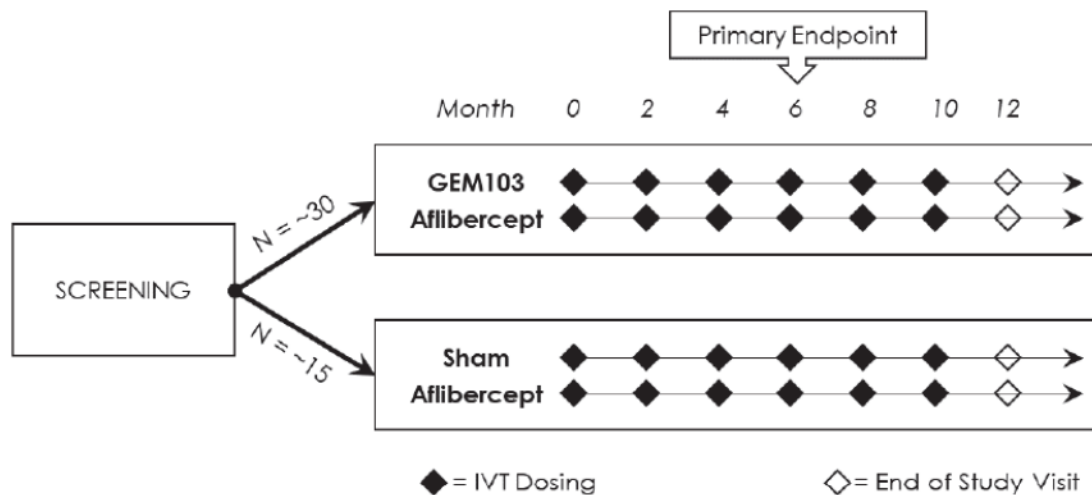 Primary Endpoint
Month 0 2 4 6 8 10 12
GEM103
Aflibercept
N = ~30
SCREENING
N = ~15
Sham
Aflibercept
= IVT Dosing
= End of Study Visit